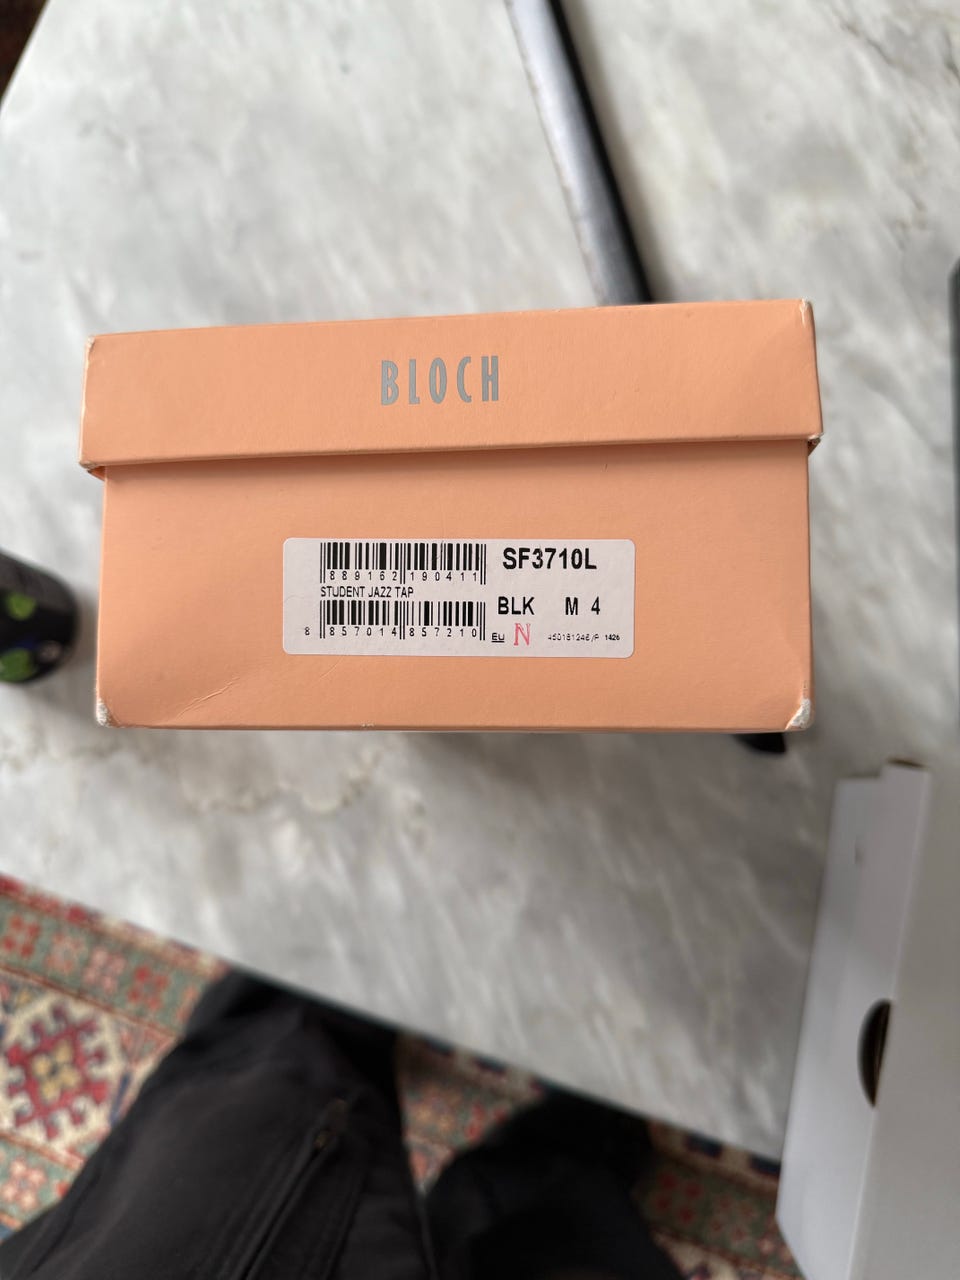 BLOCH
889162 190411
SF3710L
STUDENT JAZZ TAP
BLK M 4
8 857014 857210
EU N
1426